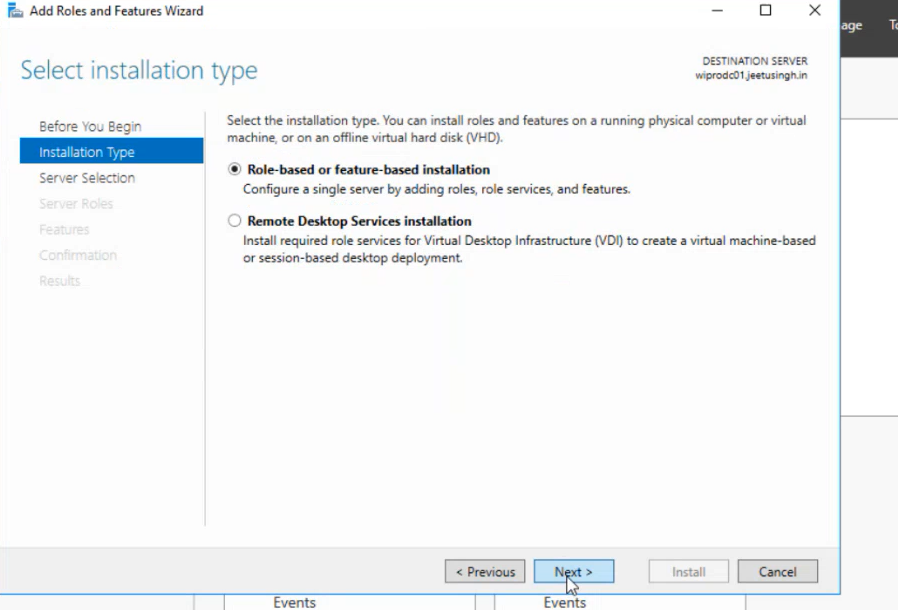 Add Roles and Features Wizard
age
Select installation type
DESTINATION SERVER
wiprodc01.jeetusingh.in
Before You Begin
Installation Type
Server Selection
Server Roles
Features
Confirmation
Results
Select the installation type. You can install roles and features on a running physical computer or virtual
machine, or on an offline virtual hard disk (VHD).
Role-based or feature-based installation
Configure a single server by adding roles, role services, and features.
Remote Desktop Services installation
Install required role services for Virtual Desktop Infrastructure (VDI) to create a virtual machine-based
or session-based desktop deployment.
< Previous
Next >
Install
Cancel
Events
Events